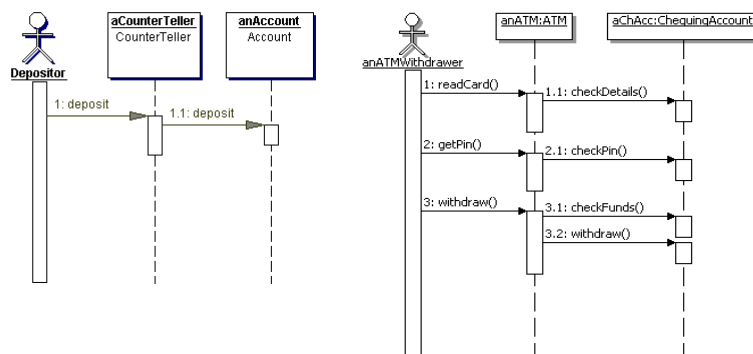 aCounterTeller
CounterTeller
anAccount
Account
Depositor
1: deposit
1.1: deposit
anATM:ATM
aChAcc:ChequingAccount
anATMWithdrawer
1: readCard()
1.1: checkDetails()
2: getPin()
2.1: checkPin()
3: withdraw()
3.1: checkFunds()
3.2: withdraw()